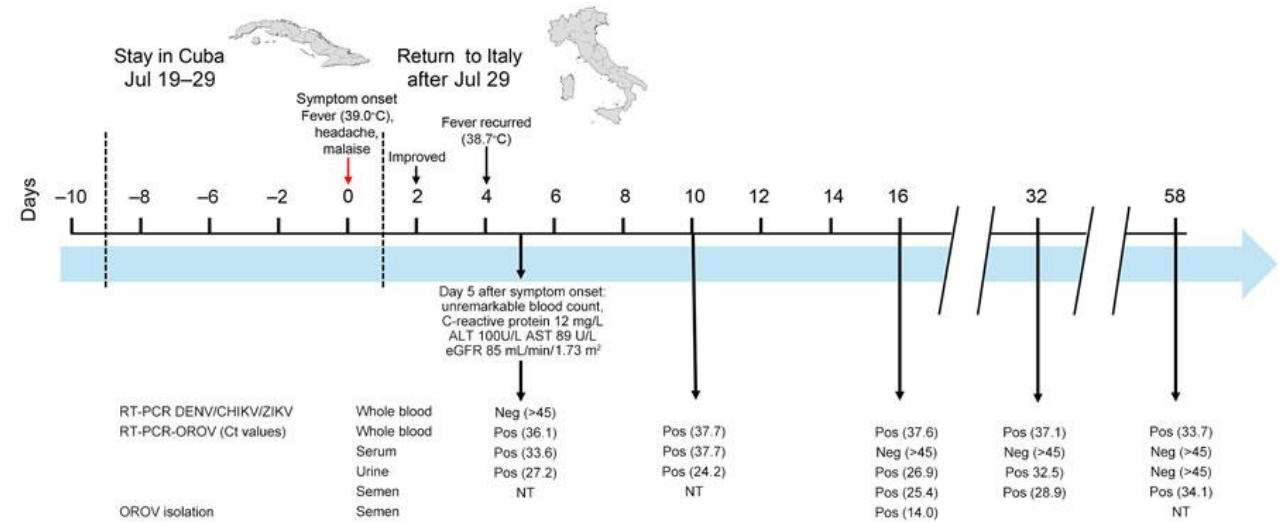 Stay in Cuba
Jul 19–29
Return to Italy
after Jul 29
Symptom onset
Fever (39.0°C),
headache,
malaise
Improved
Fever recurred
(38.7°C)
Days
–10 –8 –6 –4 –2 0 2 4 6 8 10 12 14 16 32 58
Day 5 after symptom onset:
unremarkable blood count,
C-reactive protein 12 mg/L
ALT 100U/L AST 89 U/L
eGFR 85 mL/min/1.73 m²
RT-PCR DENV/CHIKV/ZIKV Whole blood Neg (>45)
RT-PCR-OROV (Ct values) Whole blood Pos (36.1) Pos (37.7) Pos (37.6) Pos (37.1) Pos (33.7)
Serum Pos (33.6) Pos (37.7) Neg (>45) Neg (>45) Neg (>45)
Urine Pos (27.2) Pos (24.2) Pos (26.9) Pos 32.5) Neg (>45)
Semen NT NT Pos (25.4) Pos (28.9) Pos (34.1)
OROV isolation Semen Pos (14.0) NT